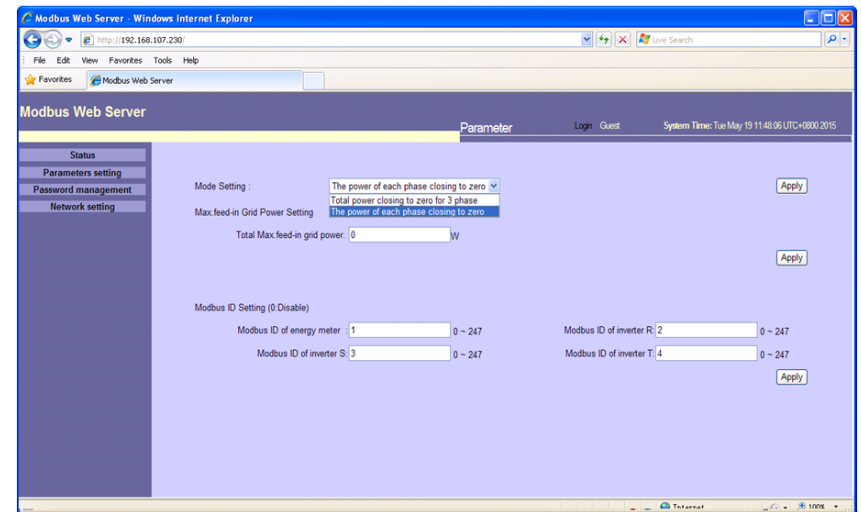 Modbus Web Server - Windows Internet Explorer
http://192.168.107.230/
Live Search
File Edit View Favorites Tools Help
Favorites
Modbus Web Server
Modbus Web Server
Parameter
Login Guest
System Time: Tue May 19 11:48:06 UTC+0800 2015
Status
Parameters setting
Password management
Network setting
Mode Setting : The power of each phase closing to zero Apply
Total power closing to zero for 3 phase
Max.feed-in Grid Power Setting The power of each phase closing to zero
Total Max.feed-in grid power: 0 W
Apply
Modbus ID Setting (0:Disable)
Modbus ID of energy meter : 1 0 ~ 247 Modbus ID of inverter R: 2 0 ~ 247
Modbus ID of inverter S: 3 0 ~ 247 Modbus ID of inverter T: 4 0 ~ 247
Apply
Internet 100%